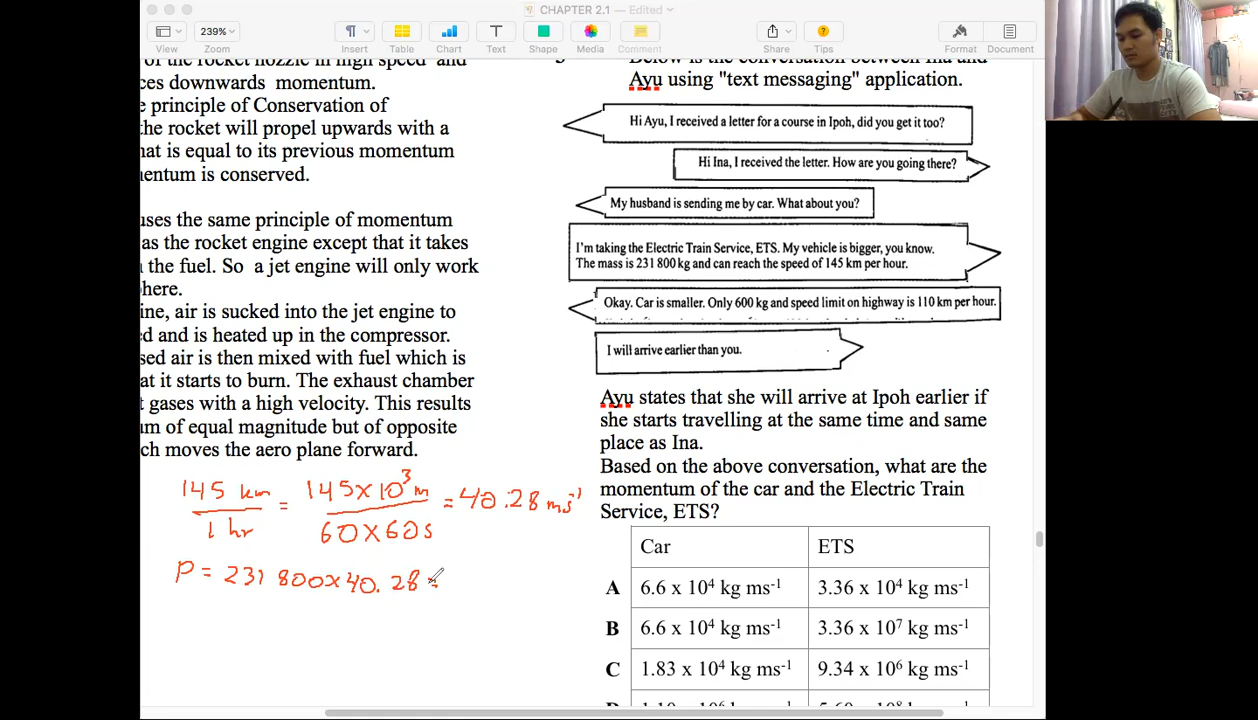 CHAPTER 2.1 — Edited
239%
View
Zoom
Insert
Table
Chart
Text
Shape
Media
Comment
Share
Tips
Format
Document
of the rocket nozzle in high speed and
ces downwards momentum.
e principle of Conservation of
the rocket will propel upwards with a
hat is equal to its previous momentum
entum is conserved.
uses the same principle of momentum
as the rocket engine except that it takes
the fuel. So a jet engine will only work
here.
ine, air is sucked into the jet engine to
ed and is heated up in the compressor.
sed air is then mixed with fuel which is
at it starts to burn. The exhaust chamber
t gases with a high velocity. This results
um of equal magnitude but of opposite
ch moves the aero plane forward.
145 km / 1 hr = 145 x 10³ m / 60 x 60 s = 40.28 ms⁻¹
P = 231 800 x 40.28 =
Below is the conversation between Ina and
Ayu using "text messaging" application.
Hi Ayu, I received a letter for a course in Ipoh, did you get it too?
Hi Ina, I received the letter. How are you going there?
My husband is sending me by car. What about you?
I'm taking the Electric Train Service, ETS. My vehicle is bigger, you know.
The mass is 231 800 kg and can reach the speed of 145 km per hour.
Okay. Car is smaller. Only 600 kg and speed limit on highway is 110 km per hour.
I will arrive earlier than you.
Ayu states that she will arrive at Ipoh earlier if
she starts travelling at the same time and same
place as Ina.
Based on the above conversation, what are the
momentum of the car and the Electric Train
Service, ETS?
Car ETS
A 6.6 x 10⁴ kg ms⁻¹ 3.36 x 10⁴ kg ms⁻¹
B 6.6 x 10⁴ kg ms⁻¹ 3.36 x 10⁷ kg ms⁻¹
C 1.83 x 10⁴ kg ms⁻¹ 9.34 x 10⁶ kg ms⁻¹